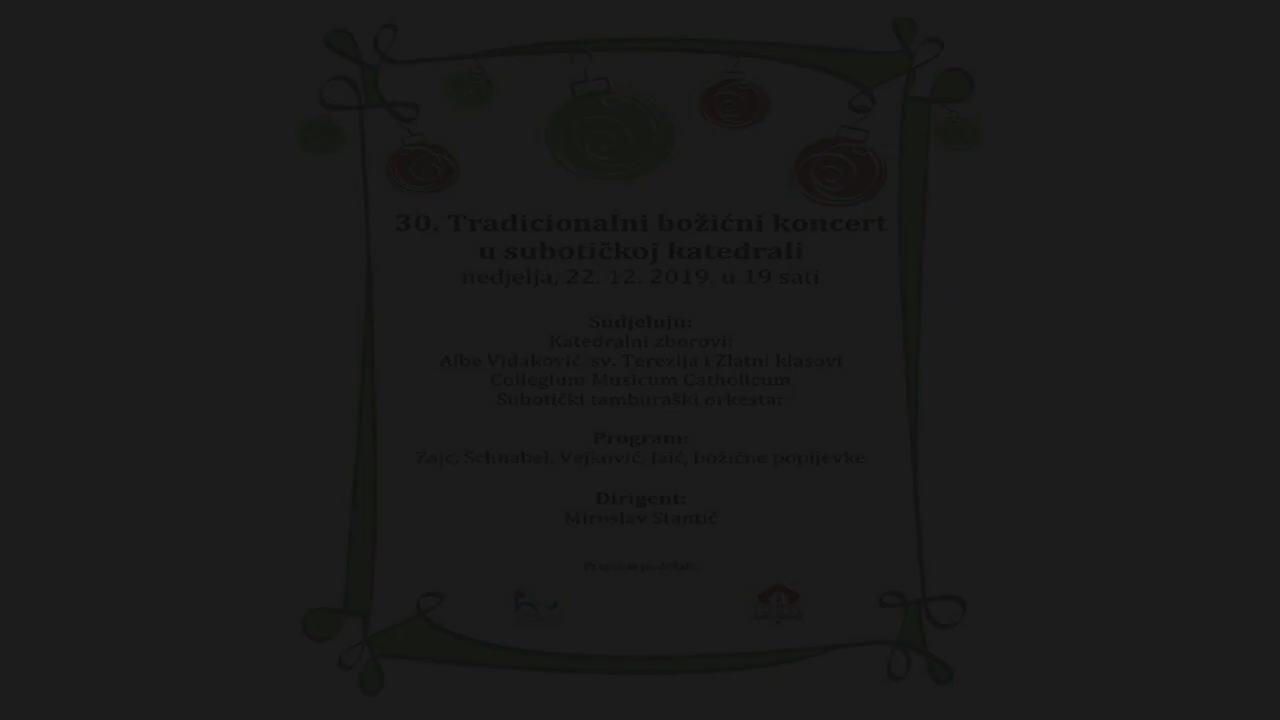 30. Tradicionalni božićni koncert
u subotičkoj katedrali
nedjelja, 22. 12. 2019. u 19 sati
Sudjeluju:
Katedralni zborovi:
Albe Vidaković, sv. Terezija i Zlatni klasovi
Collegium Musicum Catholicum
Subotički tamburaški orkestar
Program:
Zajc, Schnabel, Vejković, Jaić, božićne popijevke
Dirigent:
Miroslav Stantić